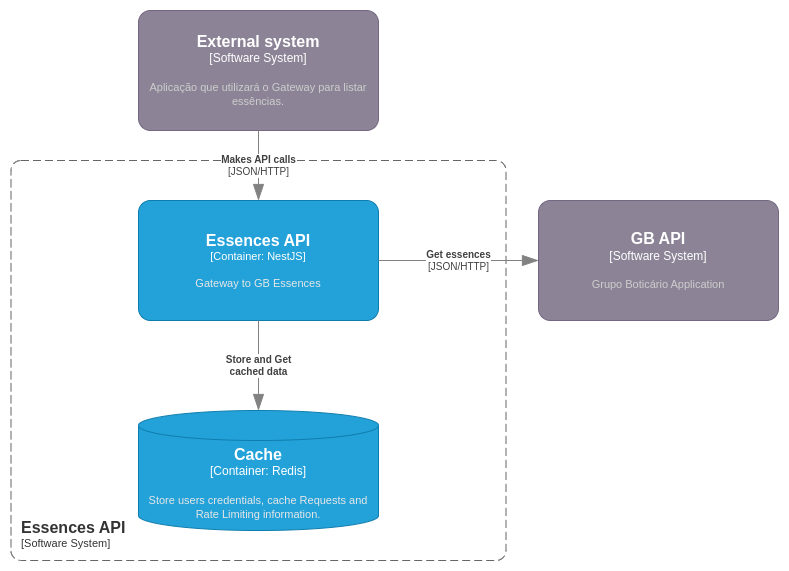 External system
[Software System]
Aplicação que utilizará o Gateway para listar
essências.
Makes API calls
[JSON/HTTP]
Essences API
[Container: NestJS]
Gateway to GB Essences
Get essences
[JSON/HTTP]
GB API
[Software System]
Grupo Boticário Application
Store and Get
cached data
Cache
[Container: Redis]
Store users credentials, cache Requests and
Rate Limiting information.
Essences API
[Software System]